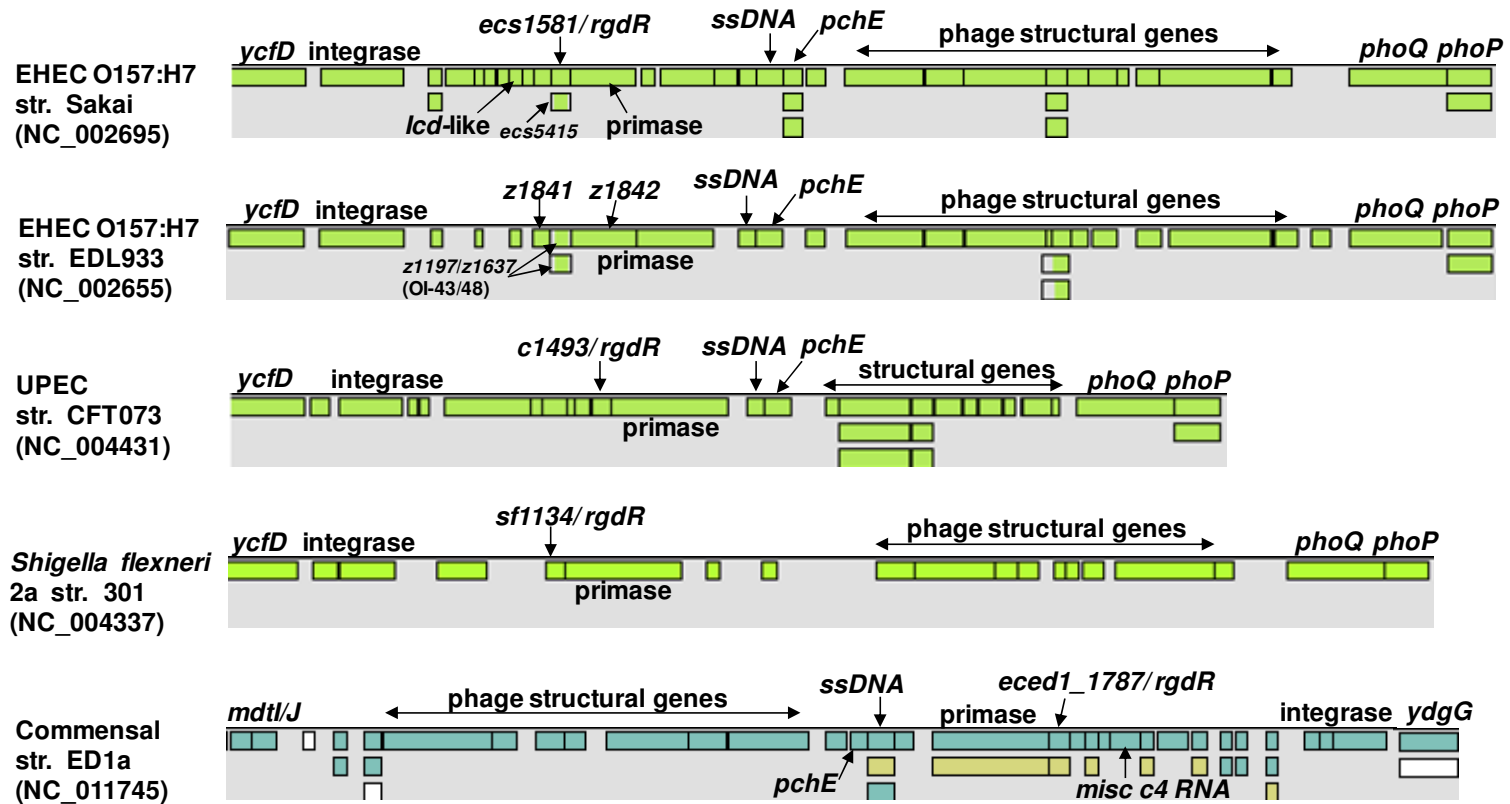 ecs1581/rgdR ssDNA pchE
ycfD integrase phage structural genes phoQ phoP
EHEC O157:H7
str. Sakai
(NC_002695)
Icd-like ecs5415 primase
z1841 z1842 ssDNA pchE
ycfD integrase phage structural genes phoQ phoP
EHEC O157:H7
str. EDL933
(NC_002655)
z1197/z1637 primase
(OI-43/48)
c1493/rgdR ssDNA pchE
ycfD integrase structural genes phoQ phoP
UPEC
str. CFT073
(NC_004431)
primase
sf1134/rgdR
ycfD integrase phage structural genes phoQ phoP
Shigella flexneri
2a str. 301
(NC_004337)
primase
ssDNA eced1_1787/rgdR
mdtI/J phage structural genes primase integrase ydgG
Commensal
str. ED1a
(NC_011745)
pchE misc c4 RNA